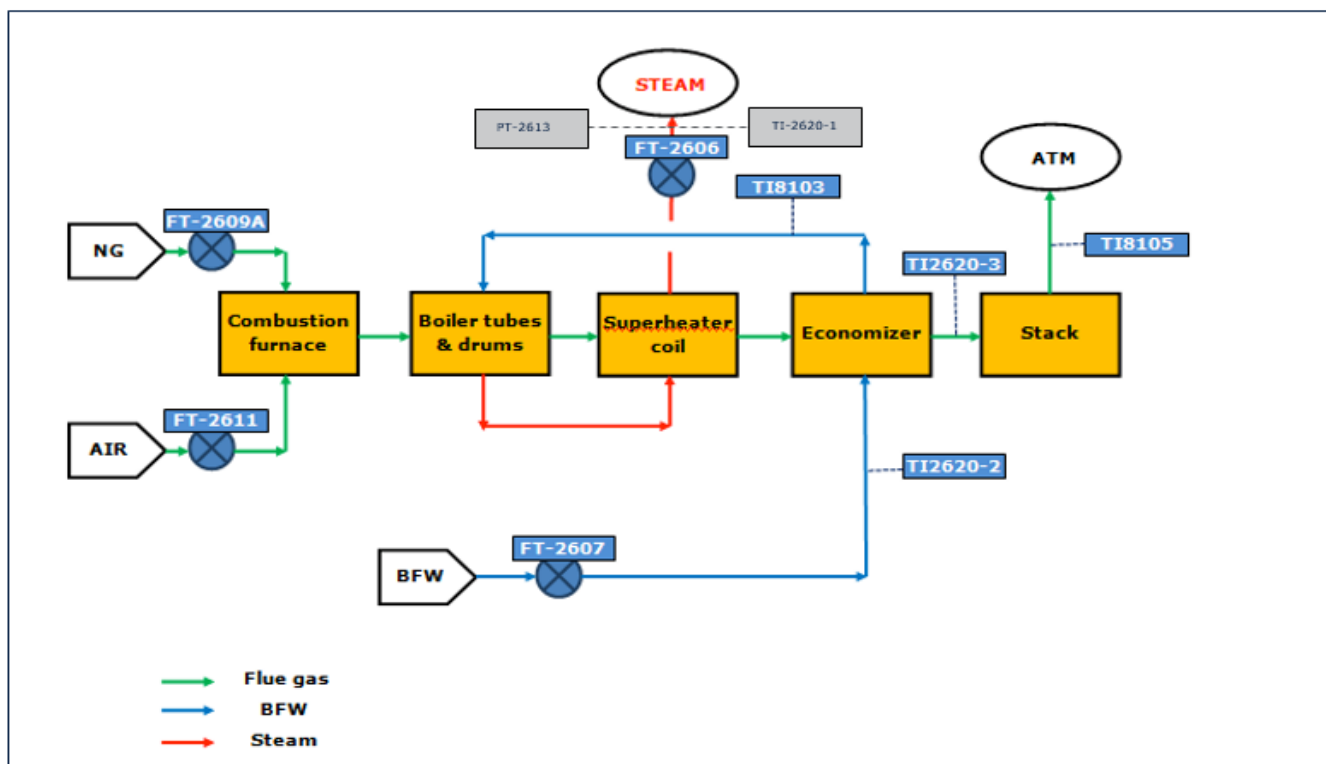 STEAM
PT-2613
TI-2620-1
FT-2606
ATM
TI8103
FT-2609A
NG
TI8105
TI2620-3
Combustion
furnace
Boiler tubes
& drums
Superheater
coil
Economizer
Stack
FT-2611
AIR
TI2620-2
FT-2607
BFW
Flue gas
BFW
Steam